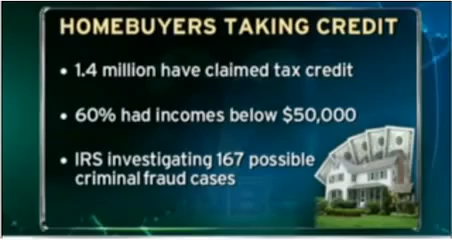 HOMEBUYERS TAKING CREDIT
• 1.4 million have claimed tax credit
• 60% had incomes below $50,000
• IRS investigating 167 possible
criminal fraud cases